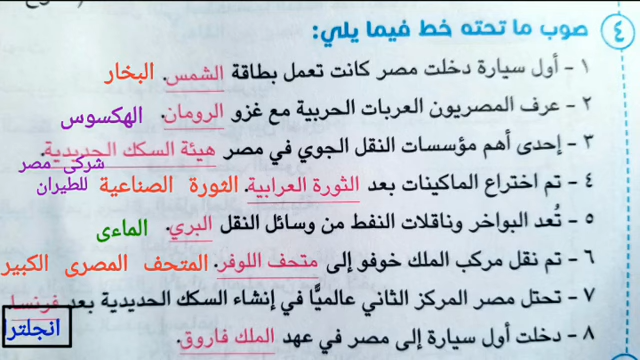 ٤ صوب ما تحته خط فيما يلي:
١ - أول سيارة دخلت مصر كانت تعمل بطاقة الشمس. البخار
٢ - عرف المصريون العربات الحربية مع غزو الرومان. الهكسوس
٣ - إحدى أهم مؤسسات النقل الجوي في مصر هيئة السكك الحديدية.
شركى مصر
للطيران
٤ - تم اختراع الماكينات بعد الثورة العرابية. الثورة الصناعية
٥ - تُعد البواخر وناقلات النفط من وسائل النقل البري. الماءى
٦ - تم نقل مركب الملك خوفو إلى متحف اللوفر. المتحف المصرى الكبير
٧ - تحتل مصر المركز الثاني عالميًّا في إنشاء السكك الحديدية بعد فرنسا.
انجلترا
٨ - دخلت أول سيارة إلى مصر في عهد الملك فاروق.